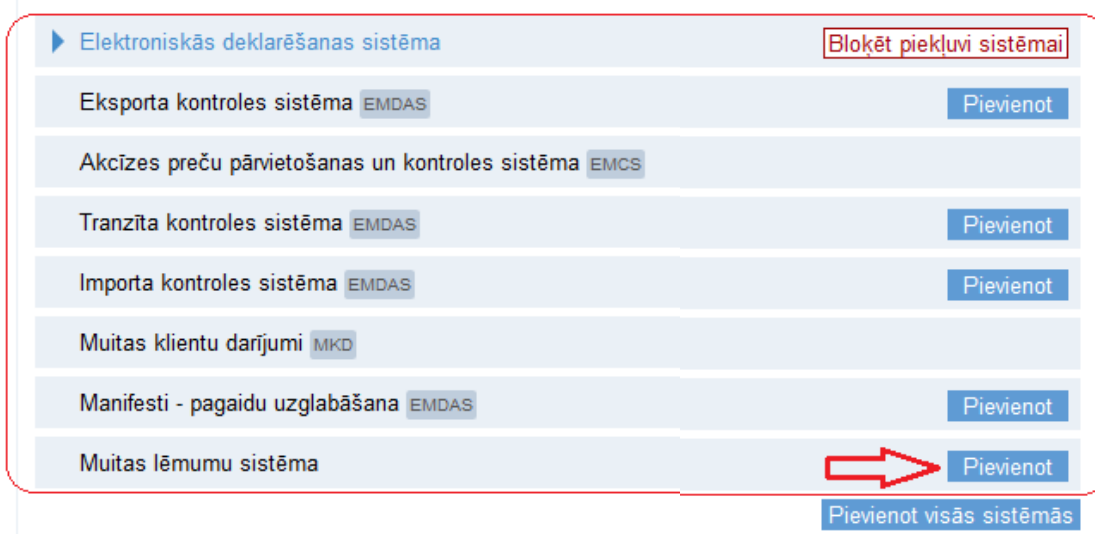 Elektroniskās deklarēšanas sistēma Bloķēt piekļuvi sistēmai
Eksporta kontroles sistēma EMDAS Pievienot
Akcīzes preču pārvietošanas un kontroles sistēma EMCS
Tranzīta kontroles sistēma EMDAS Pievienot
Importa kontroles sistēma EMDAS Pievienot
Muitas klientu darījumi MKD
Manifesti - pagaidu uzglabāšana EMDAS Pievienot
Muitas lēmumu sistēma Pievienot
Pievienot visās sistēmās